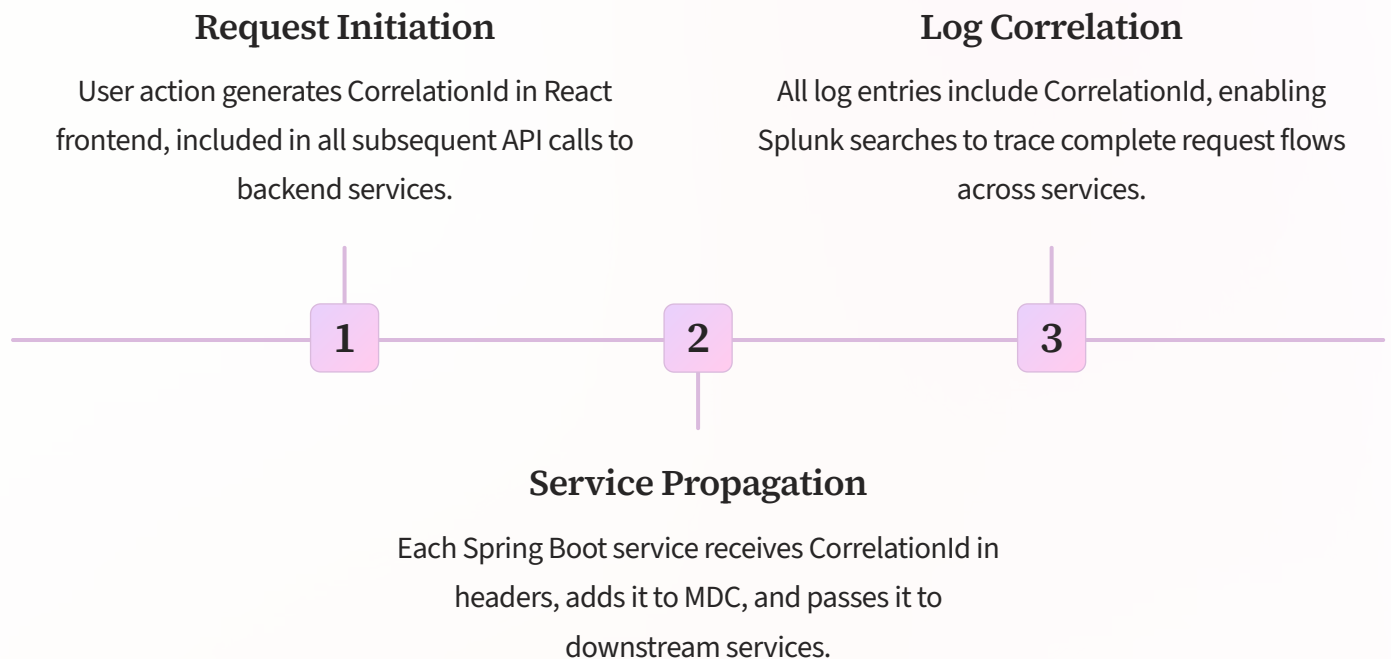 Request Initiation
User action generates CorrelationId in React
frontend, included in all subsequent API calls to
backend services.
Log Correlation
All log entries include CorrelationId, enabling
Splunk searches to trace complete request flows
across services.
1
2
3
Service Propagation
Each Spring Boot service receives CorrelationId in
headers, adds it to MDC, and passes it to
downstream services.